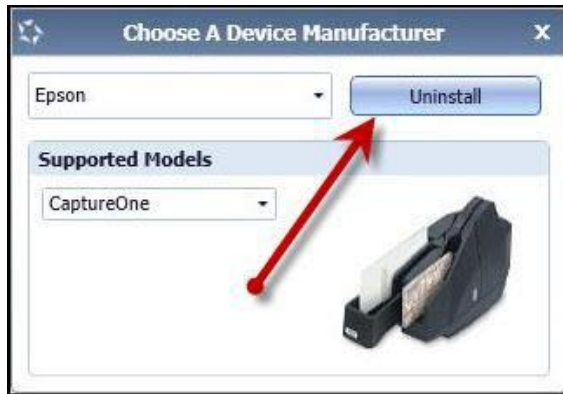 Choose A Device Manufacturer X
Epson Uninstall
Supported Models
CaptureOne